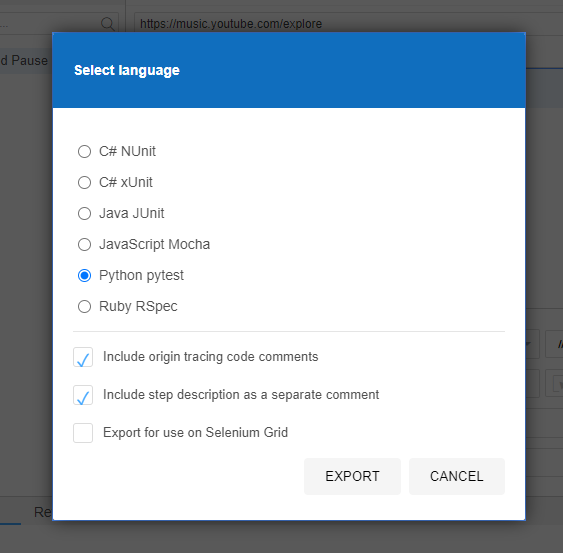 https://music.youtube.com/explore
d Pause
Select language
C# NUnit
C# xUnit
Java JUnit
JavaScript Mocha
Python pytest
Ruby RSpec
Include origin tracing code comments
Include step description as a separate comment
Export for use on Selenium Grid
EXPORT CANCEL
Re